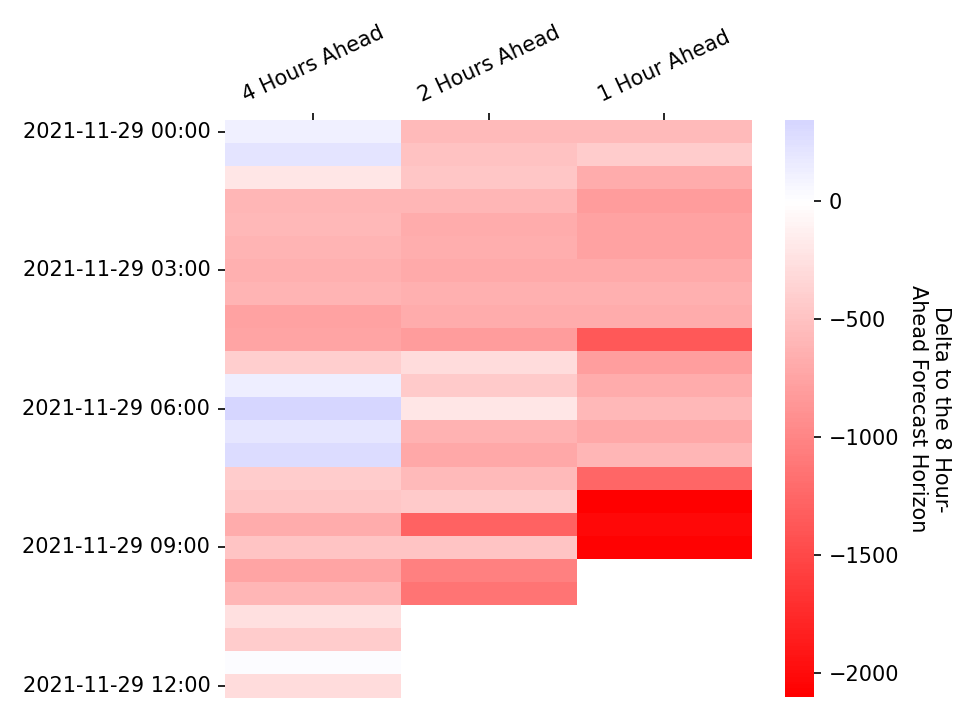 4 Hours Ahead
2 Hours Ahead
1 Hour Ahead
2021-11-29 00:00
2021-11-29 03:00
2021-11-29 06:00
2021-11-29 09:00
2021-11-29 12:00
0
−500
−1000
−1500
−2000
Delta to the 8 Hour-
Ahead Forecast Horizon